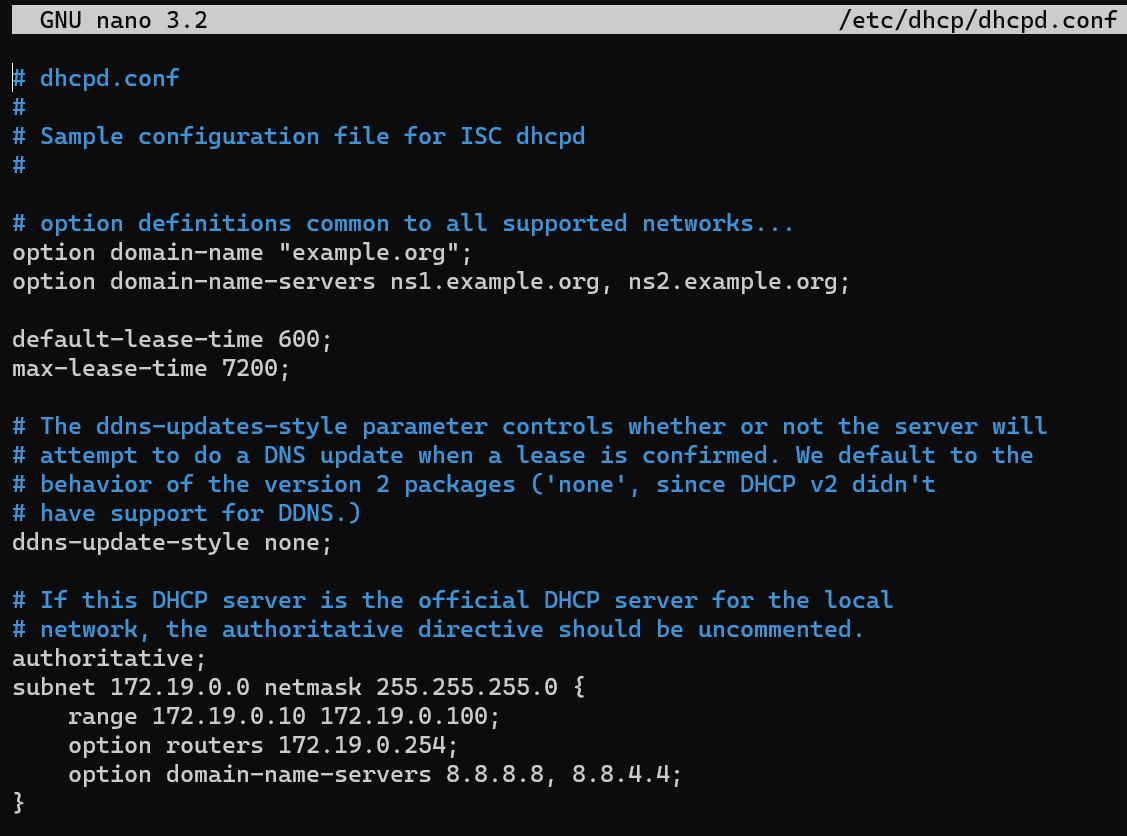 GNU nano 3.2 /etc/dhcp/dhcpd.conf
# dhcpd.conf
#
# Sample configuration file for ISC dhcpd
#
# option definitions common to all supported networks...
option domain-name "example.org";
option domain-name-servers ns1.example.org, ns2.example.org;
default-lease-time 600;
max-lease-time 7200;
# The ddns-updates-style parameter controls whether or not the server will
# attempt to do a DNS update when a lease is confirmed. We default to the
# behavior of the version 2 packages ('none', since DHCP v2 didn't
# have support for DDNS.)
ddns-update-style none;
# If this DHCP server is the official DHCP server for the local
# network, the authoritative directive should be uncommented.
authoritative;
subnet 172.19.0.0 netmask 255.255.255.0 {
    range 172.19.0.10 172.19.0.100;
    option routers 172.19.0.254;
    option domain-name-servers 8.8.8.8, 8.8.4.4;
}